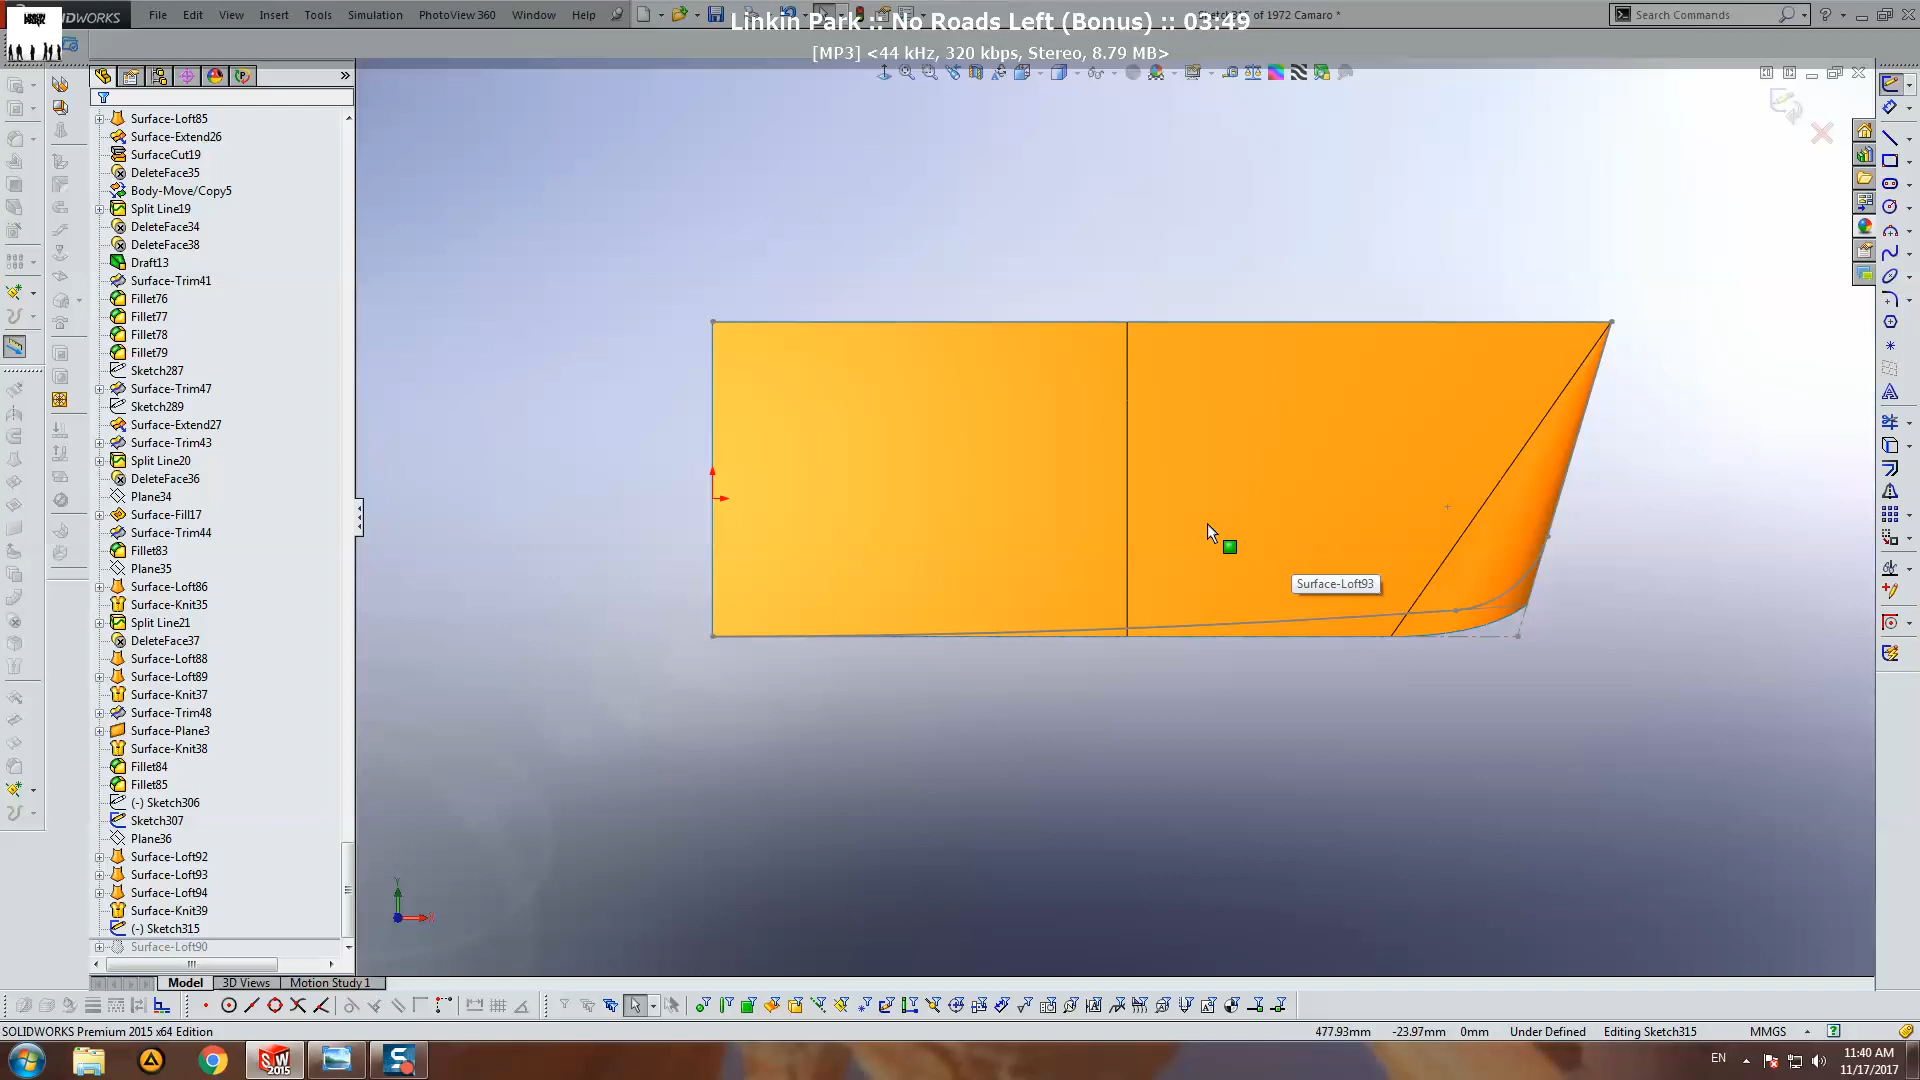 SOLIDWORKS
File
Edit
View
Insert
Tools
Simulation
PhotoView 360
Window
Help
Linkin Park :: No Roads Left (Bonus) :: 03:49
of 1972 Camaro *
Search Commands
[MP3] <44 kHz, 320 kbps, Stereo, 8.79 MB>
Surface-Loft85
Surface-Extend26
SurfaceCut19
DeleteFace35
Body-Move/Copy5
Split Line19
DeleteFace34
DeleteFace38
Draft13
Surface-Trim41
Fillet76
Fillet77
Fillet78
Fillet79
Sketch287
Surface-Trim47
Sketch289
Surface-Extend27
Surface-Trim43
Split Line20
DeleteFace36
Plane34
Surface-Fill17
Surface-Trim44
Fillet83
Plane35
Surface-Loft86
Surface-Knit35
Split Line21
DeleteFace37
Surface-Loft88
Surface-Loft89
Surface-Knit37
Surface-Trim48
Surface-Plane3
Surface-Knit38
Fillet84
Fillet85
(-) Sketch306
Sketch307
Plane36
Surface-Loft92
Surface-Loft93
Surface-Loft94
Surface-Knit39
(-) Sketch315
Surface-Loft90
Surface-Loft93
Model
3D Views
Motion Study 1
SOLIDWORKS Premium 2015 x64 Edition
477.93mm
-23.97mm
0mm
Under Defined
Editing Sketch315
MMGS
EN
11:40 AM
11/17/2017